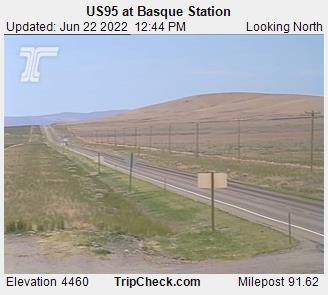 US95 at Basque Station
Updated: Jun 22 2022 12:44 PM Looking North
Elevation 4460 TripCheck.com Milepost 91.62